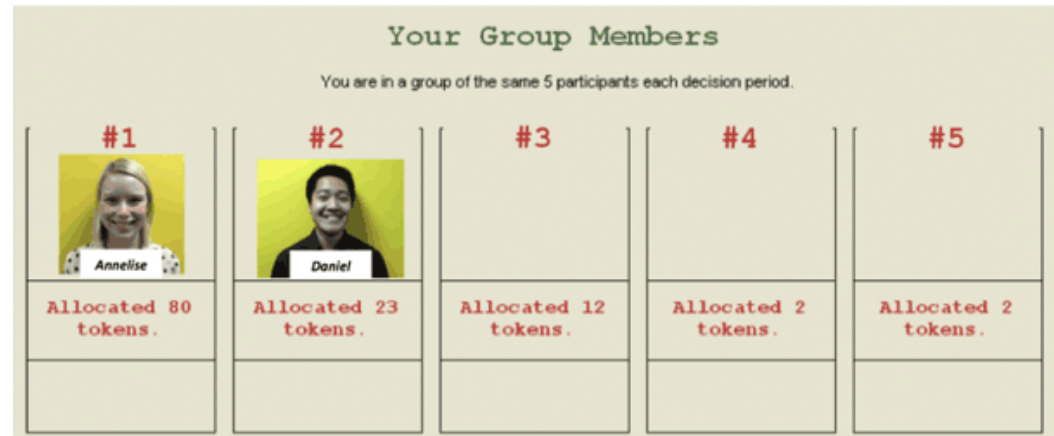 Your Group Members
You are in a group of the same 5 participants each decision period.
#1 #2 #3 #4 #5
Annelise Daniel
Allocated 80 Allocated 23 Allocated 12 Allocated 2 Allocated 2
tokens. tokens. tokens. tokens. tokens.